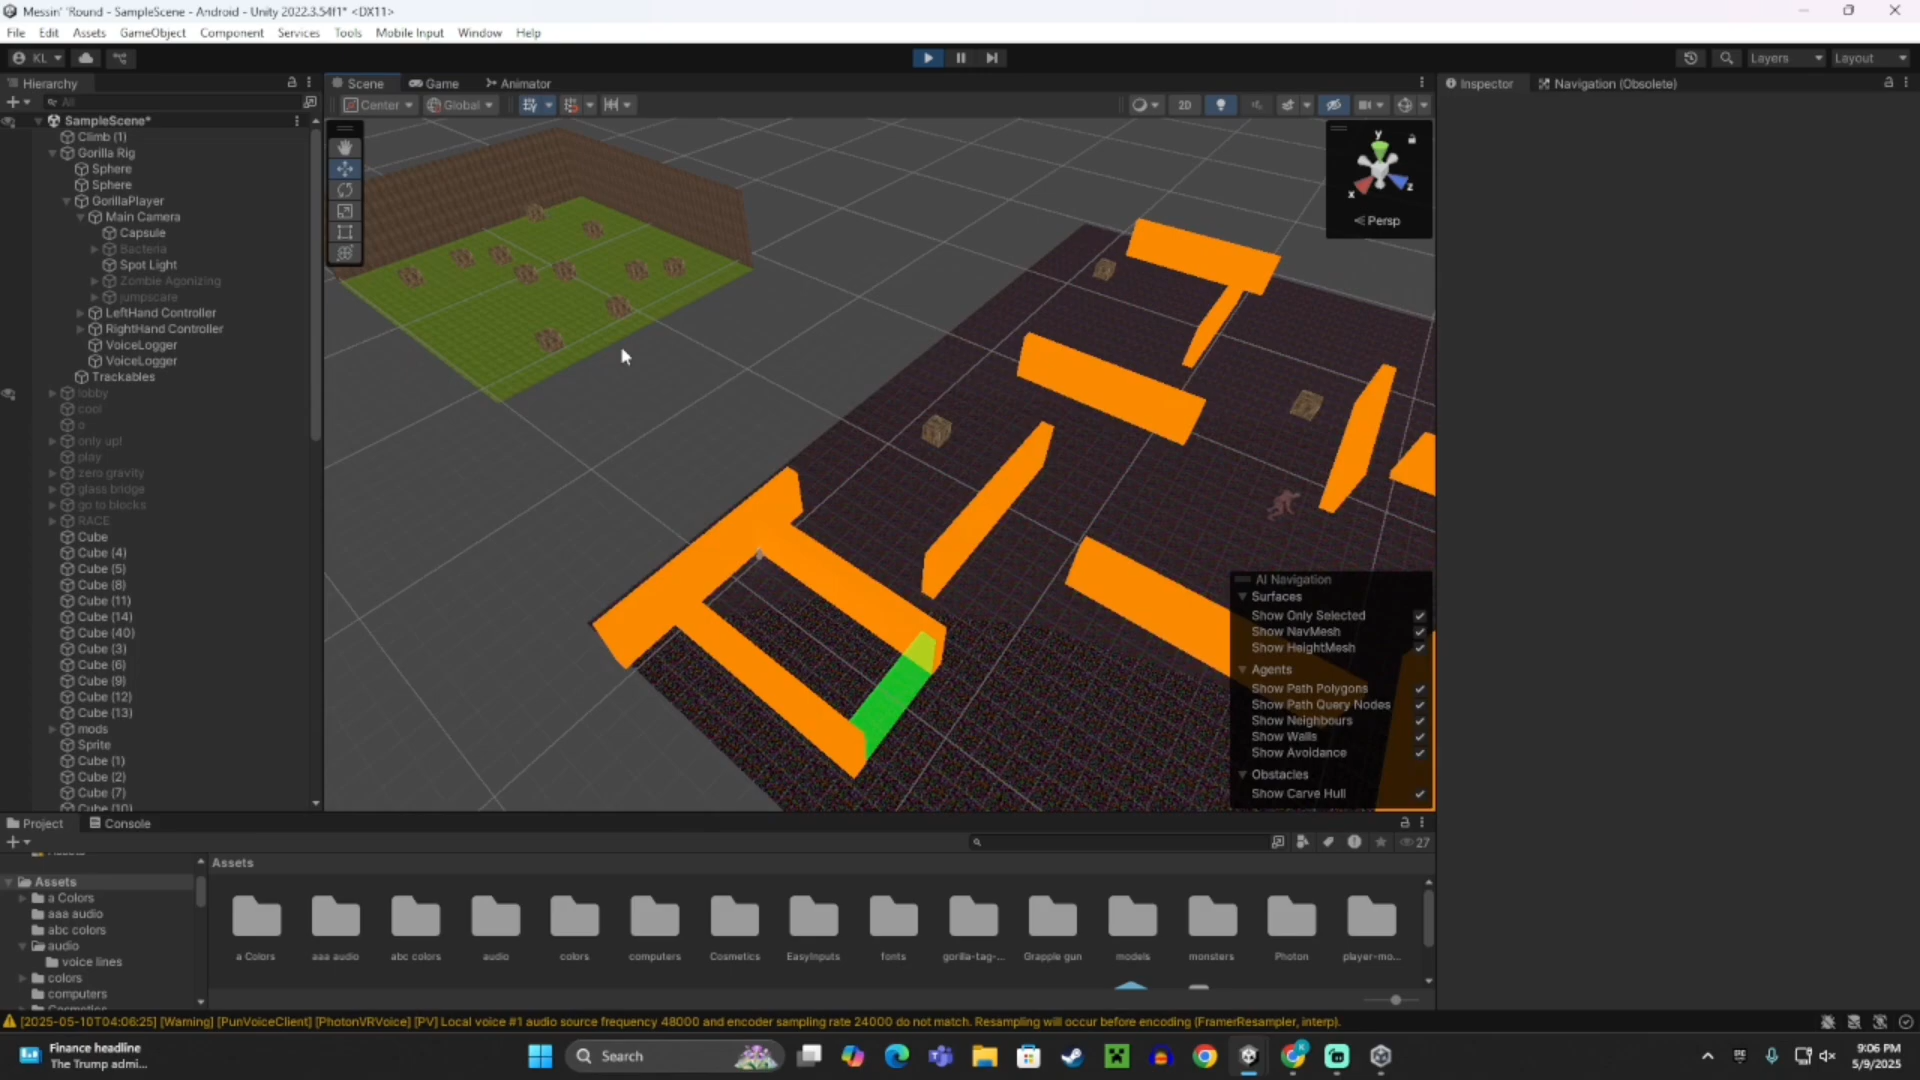 Messin' 'Round - SampleScene - Android - Unity 2022.3.54f1* <DX11>
File Edit Assets GameObject Component Services Tools Mobile Input Window Help
KL Layers Layout
Hierarchy Scene Game Animator Inspector Navigation (Obsolete)
All Center Global 2D
SampleScene*
Climb (1)
Gorilla Rig
Sphere
Sphere
GorillaPlayer
Main Camera
Capsule
Bacteria
Spot Light
Zombie Agonizing
jumpscare
LeftHand Controller
RightHand Controller
VoiceLogger
VoiceLogger
Trackables
lobby
cool
o
only up!
play
zero gravity
glass bridge
go to blocks
RACE
Cube
Cube (4)
Cube (5)
Cube (8)
Cube (11)
Cube (14)
Cube (40)
Cube (3)
Cube (6)
Cube (9)
Cube (12)
Cube (13)
mods
Sprite
Cube (1)
Cube (2)
Cube (7)
Cube (10)
y
x z
Persp
AI Navigation
Surfaces
Show Only Selected
Show NavMesh
Show HeightMesh
Agents
Show Path Polygons
Show Path Query Nodes
Show Neighbours
Show Walls
Show Avoidance
Obstacles
Show Carve Hull
Project Console
27
Assets
Assets
a Colors
aaa audio
abc colors
audio
voice lines
colors
computers
Cosmetics
a Colors aaa audio abc colors audio colors computers Cosmetics EasyInputs fonts gorilla-tag-... Grapple gun models monsters Photon player-mo...
[2025-05-10T04:06:25] [Warning] [PunVoiceClient] [PhotonVRVoice] [PV] Local voice #1 audio source frequency 48000 and encoder sampling rate 24000 do not match. Resampling will occur before encoding (FramerResampler, interp).
Finance headline
The Trump admi...
Search
9:06 PM
5/9/2025